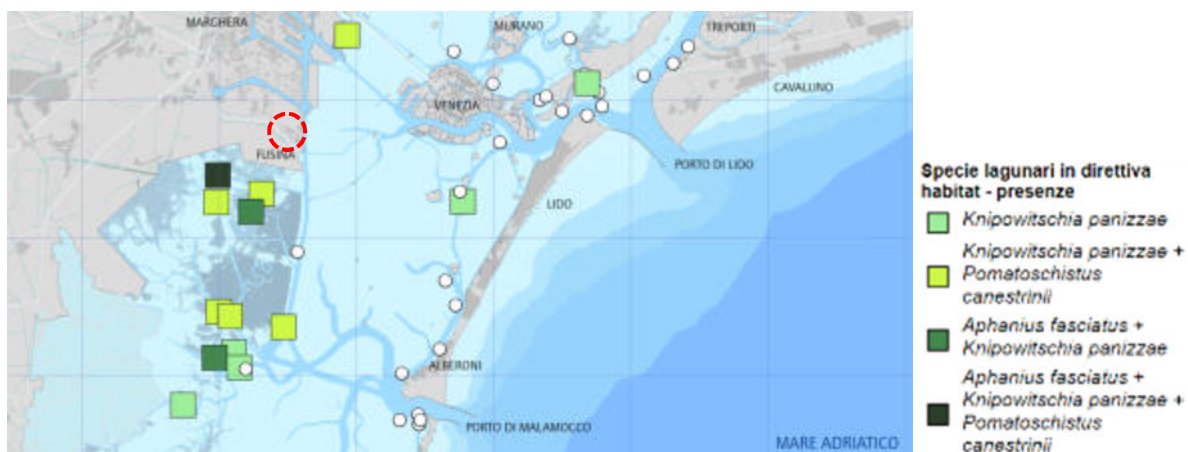 MARGHERA
MURANO
TREPORTI
CAVALLINO
VENEZIA
FUSINA
PORTO DI LIDO
LIDO
ALBERONI
PORTO DI MALAMOCCO
MARE ADRIATICO
Specie lagunari in direttiva
habitat - presenze
Knipowitschia panizzae
Knipowitschia panizzae +
Pomatoschistus
canestrinii
Aphanius fasciatus +
Knipowitschia panizzae
Aphanius fasciatus +
Knipowitschia panizzae +
Pomatoschistus
canestrinii